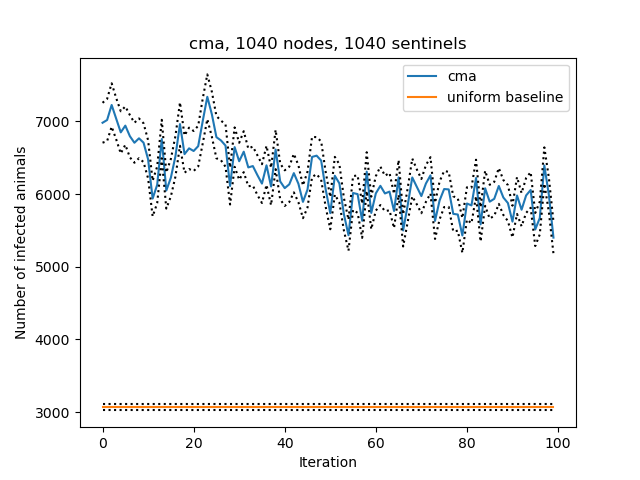 cma, 1040 nodes, 1040 sentinels
cma
uniform baseline
Number of infected animals
7000
6000
5000
4000
3000
0 20 40 60 80 100
Iteration